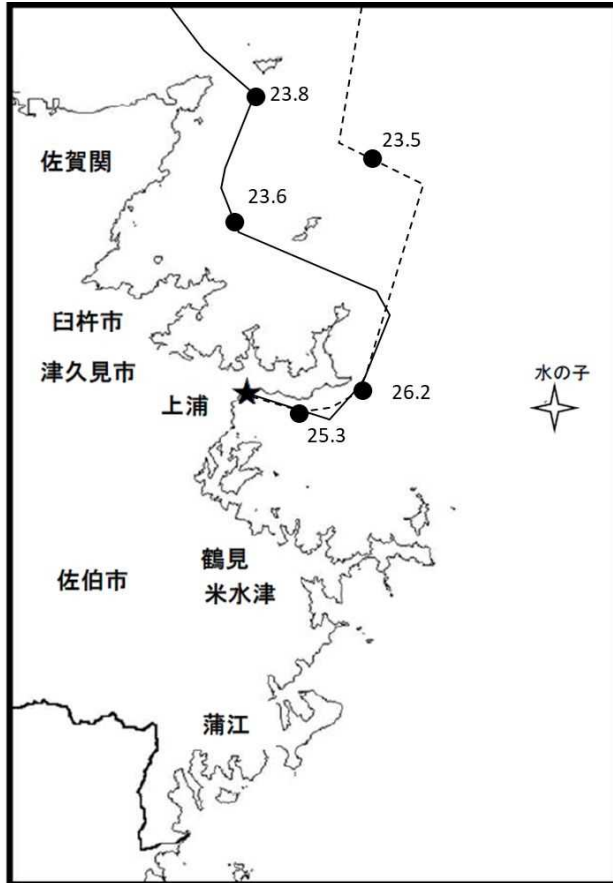 23.8
23.5
佐賀関
23.6
臼杵市
津久見市
水の子
26.2
上浦
25.3
鶴見
佐伯市
米水津
蒲江